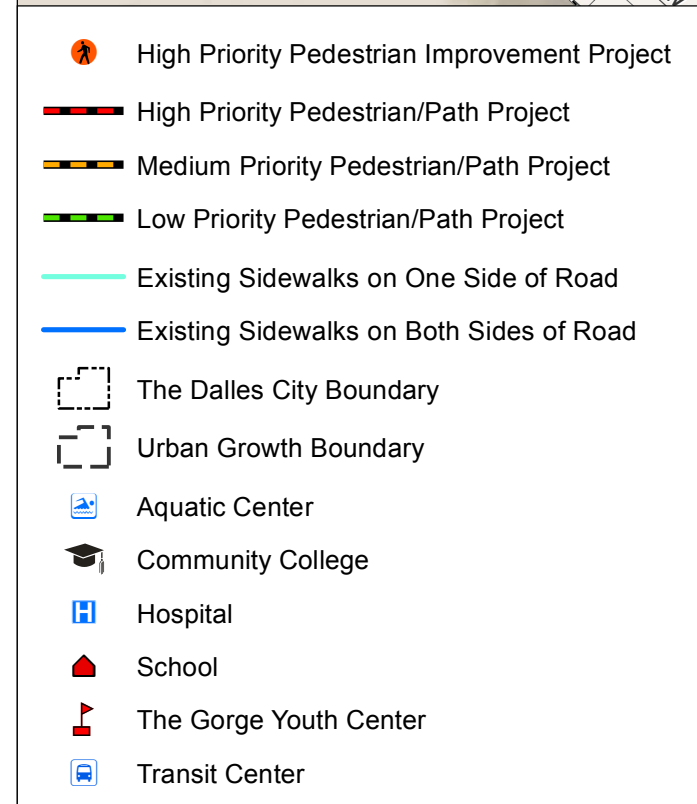 High Priority Pedestrian Improvement Project
High Priority Pedestrian/Path Project
Medium Priority Pedestrian/Path Project
Low Priority Pedestrian/Path Project
Existing Sidewalks on One Side of Road
Existing Sidewalks on Both Sides of Road
The Dalles City Boundary
Urban Growth Boundary
Aquatic Center
Community College
H Hospital
School
The Gorge Youth Center
Transit Center